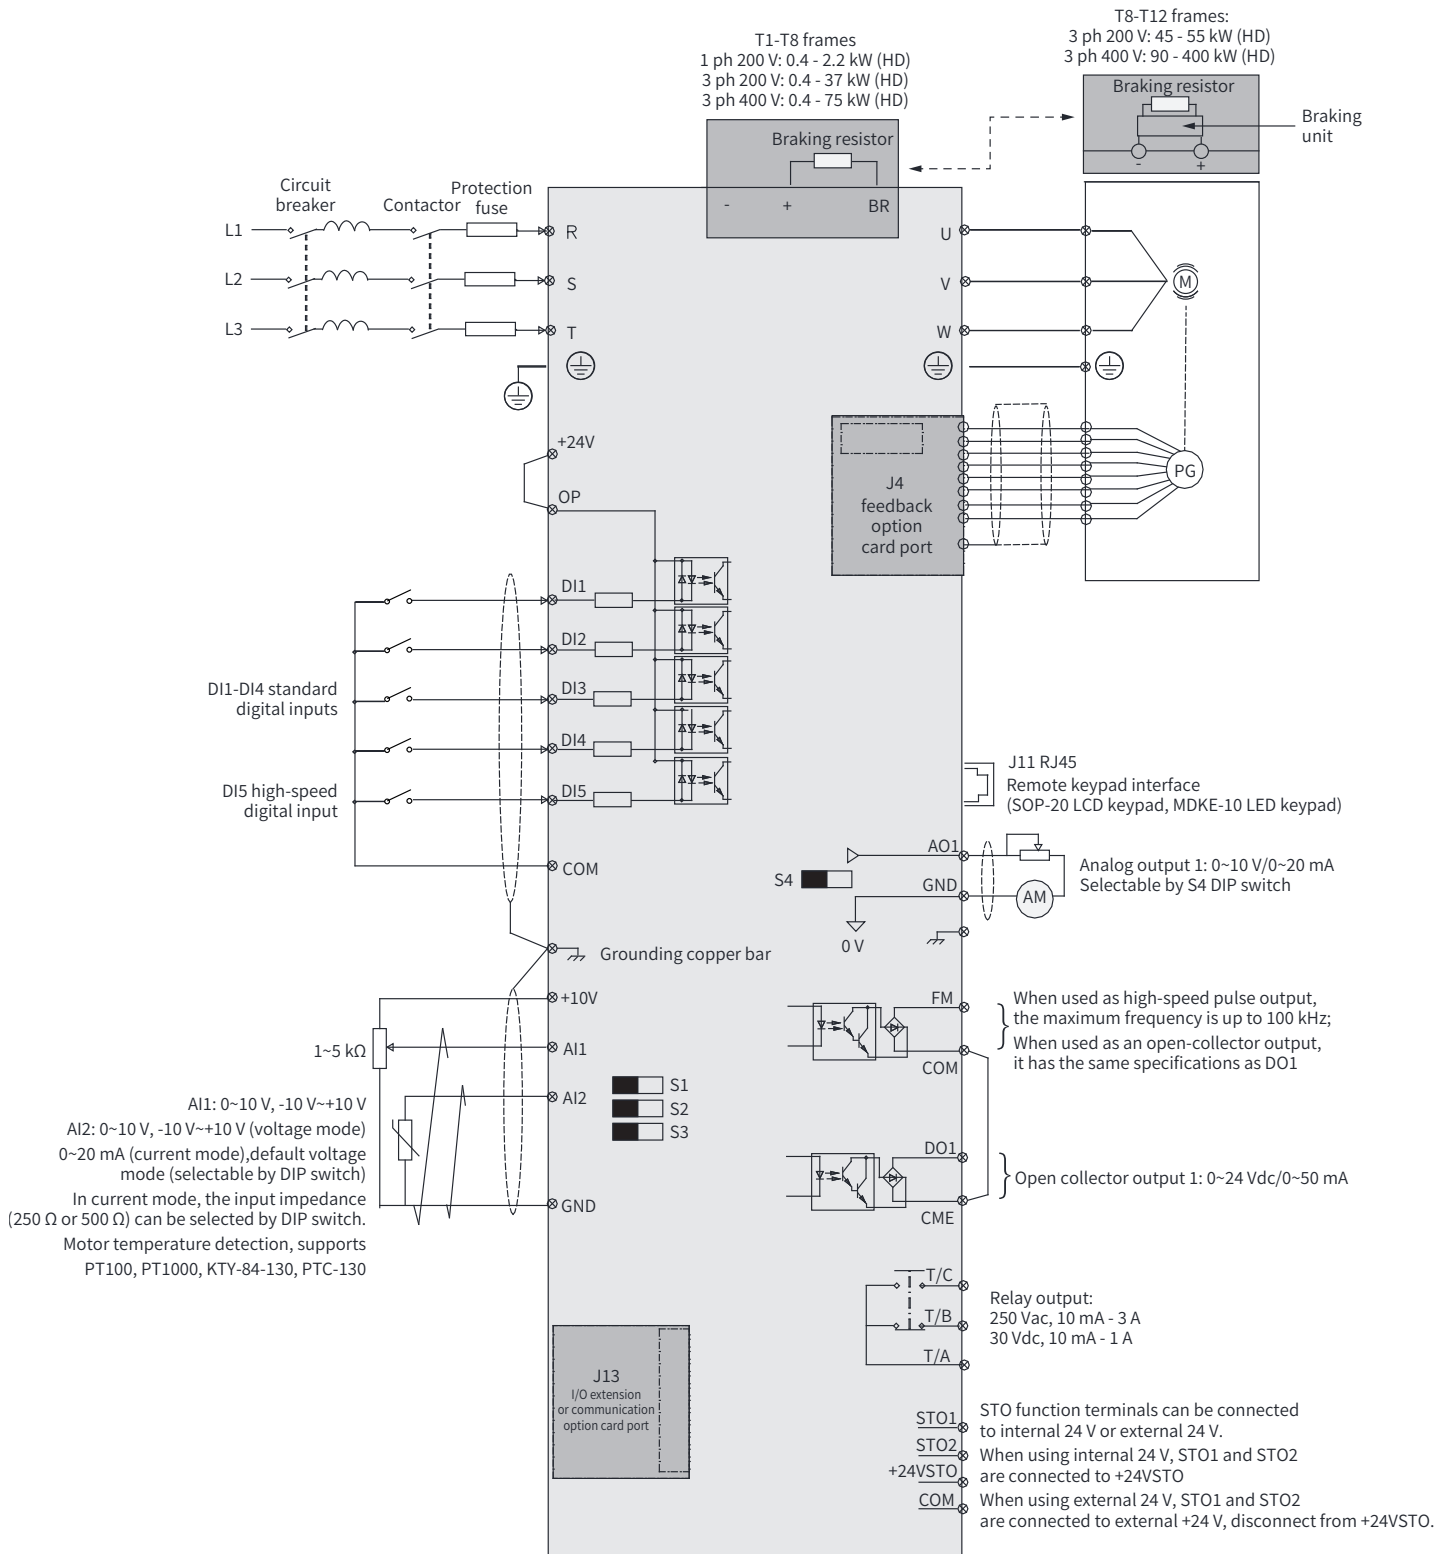 T1-T8 frames
1 ph 200 V: 0.4 - 2.2 kW (HD)
3 ph 200 V: 0.4 - 37 kW (HD)
3 ph 400 V: 0.4 - 75 kW (HD)
T8-T12 frames:
3 ph 200 V: 45 - 55 kW (HD)
3 ph 400 V: 90 - 400 kW (HD)
Braking resistor
Braking
unit
-
+
Braking resistor
-
+
BR
Circuit
breaker
Contactor
Protection
fuse
L1
L2
L3
R
S
T
U
V
W
M
+24V
OP
J4
feedback
option
card port
PG
DI1
DI2
DI3
DI4
DI5
DI1-DI4 standard
digital inputs
DI5 high-speed
digital input
COM
J11 RJ45
Remote keypad interface
(SOP-20 LCD keypad, MDKE-10 LED keypad)
AO1
S4
GND
AM
0 V
Analog output 1: 0~10 V/0~20 mA
Selectable by S4 DIP switch
Grounding copper bar
+10V
1~5 kΩ
AI1
AI2
S1
S2
S3
GND
AI1: 0~10 V, -10 V~+10 V
AI2: 0~10 V, -10 V~+10 V (voltage mode)
0~20 mA (current mode),default voltage
mode (selectable by DIP switch)
In current mode, the input impedance
(250 Ω or 500 Ω) can be selected by DIP switch.
Motor temperature detection, supports
PT100, PT1000, KTY-84-130, PTC-130
FM
COM
When used as high-speed pulse output,
the maximum frequency is up to 100 kHz;
When used as an open-collector output,
it has the same specifications as DO1
DO1
CME
Open collector output 1: 0~24 Vdc/0~50 mA
T/C
T/B
T/A
Relay output:
250 Vac, 10 mA - 3 A
30 Vdc, 10 mA - 1 A
J13
I/O extension
or communication
option card port
STO1
STO2
+24VSTO
COM
STO function terminals can be connected
to internal 24 V or external 24 V.
When using internal 24 V, STO1 and STO2
are connected to +24VSTO
When using external 24 V, STO1 and STO2
are connected to external +24 V, disconnect from +24VSTO.